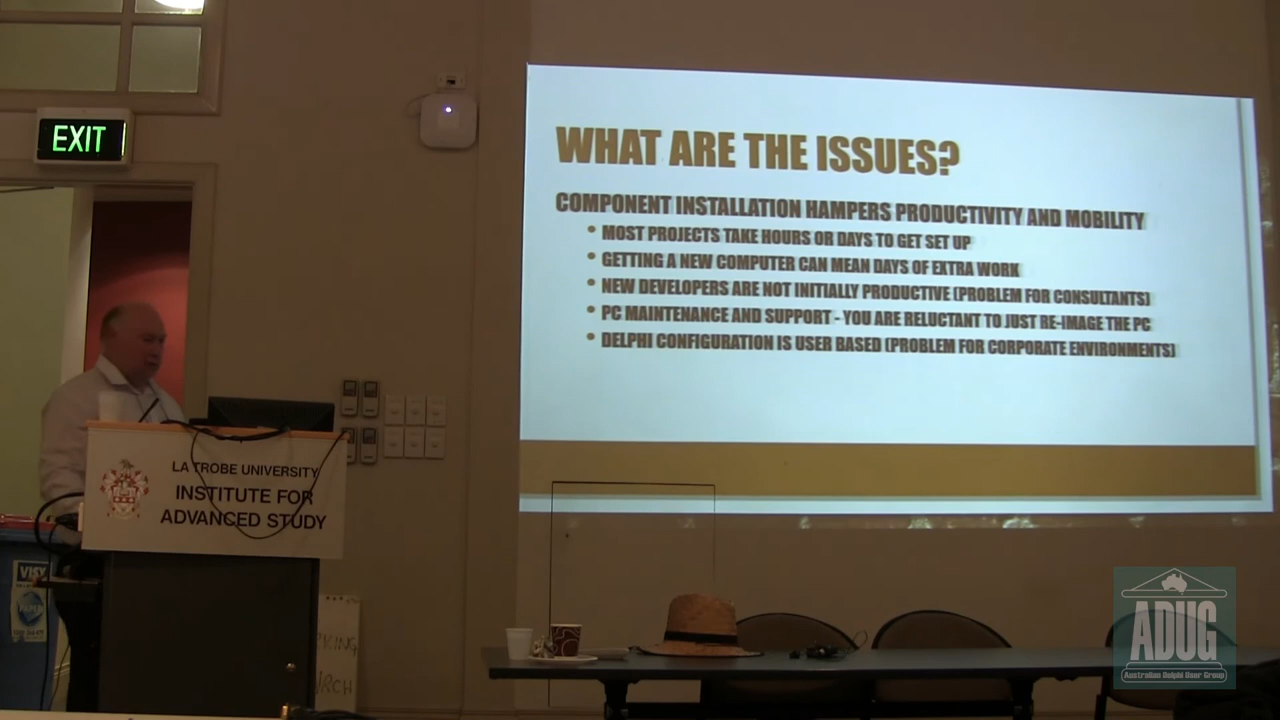 EXIT
WHAT ARE THE ISSUES?
COMPONENT INSTALLATION HAMPERS PRODUCTIVITY AND MOBILITY
• MOST PROJECTS TAKE HOURS OR DAYS TO GET SET UP
• GETTING A NEW COMPUTER CAN MEAN DAYS OF EXTRA WORK
• NEW DEVELOPERS ARE NOT INITIALLY PRODUCTIVE (PROBLEM FOR CONSULTANTS)
• PC MAINTENANCE AND SUPPORT - YOU ARE RELUCTANT TO JUST RE-IMAGE THE PC
• DELPHI CONFIGURATION IS USER BASED (PROBLEM FOR CORPORATE ENVIRONMENTS)
LA TROBE UNIVERSITY
INSTITUTE FOR
ADVANCED STUDY
VISY
PAPER
ADUG
Australian Delphi User Group